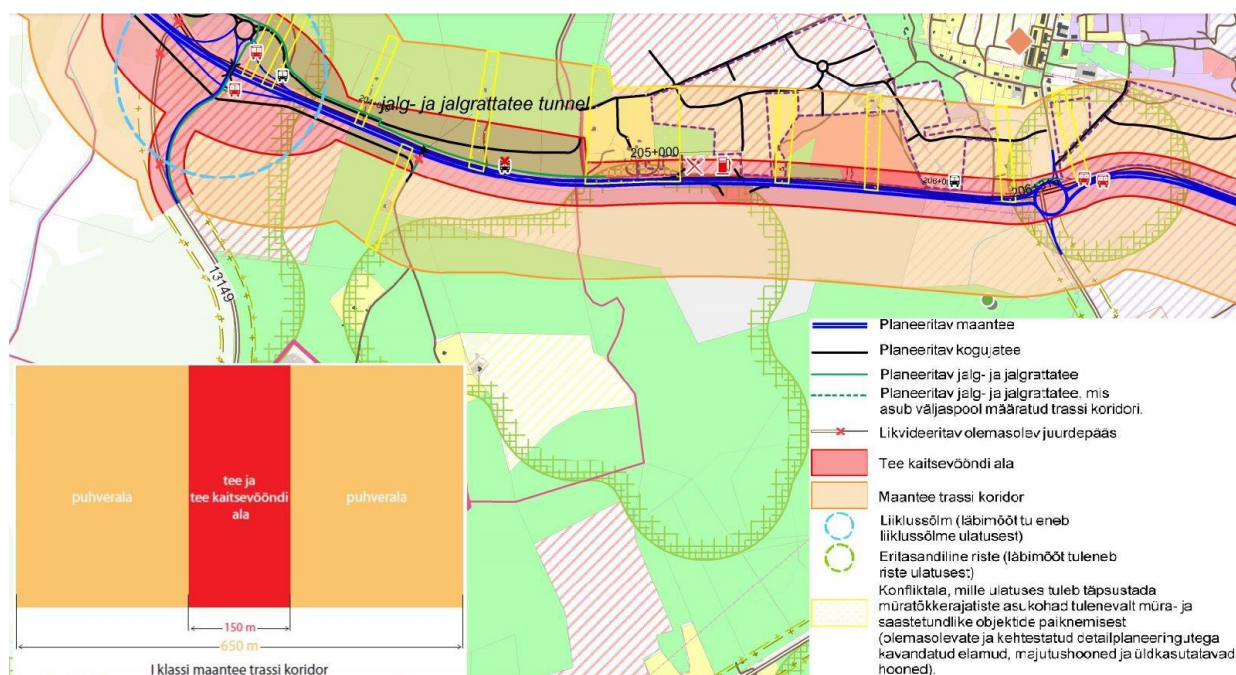 jalg- ja jalgrattatee tunnel
205+000
13149
Planeeritav maantee
Planeeritav kogujatee
Planeeritav jalg- ja jalgrattatee
Planeeritav jalg- ja jalgrattatee, mis
asub väljaspool määratud trassi koridori.
Likvideeritav olemasolev juurdepääs
Tee kaitsevööndi ala
Maantee trassi koridor
Liiklussõlm (läbimõõt tu eneb
liiklussõlme ulatusest)
Eritasandiline riste (läbimõõt tuleneb
riste ulatusest)
Konfliktala, mille ulatuses tuleb täpsustada
müratõkkerajatiste asukohad tulenevalt müra- ja
saastetundlike objektide paiknemisest
(olemasolevate ja kehtestatud detailplaneeringutega
kavandatud elamud, majutushooned ja üldkasutatavad
hooned).
puhverala
tee ja
tee kaitsevööndi
ala
puhverala
150 m
650 m
I klassi maantee trassi koridor